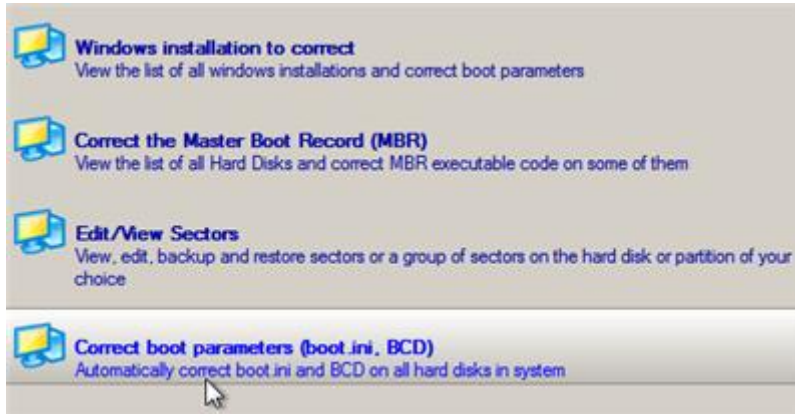 Windows installation to correct
View the list of all windows installations and correct boot parameters
Correct the Master Boot Record (MBR)
View the list of all Hard Disks and correct MBR executable code on some of them
Edit/View Sectors
View, edit, backup and restore sectors or a group of sectors on the hard disk or partition of your
choice
Correct boot parameters (boot.ini, BCD)
Automatically correct boot.ini and BCD on all hard disks in system